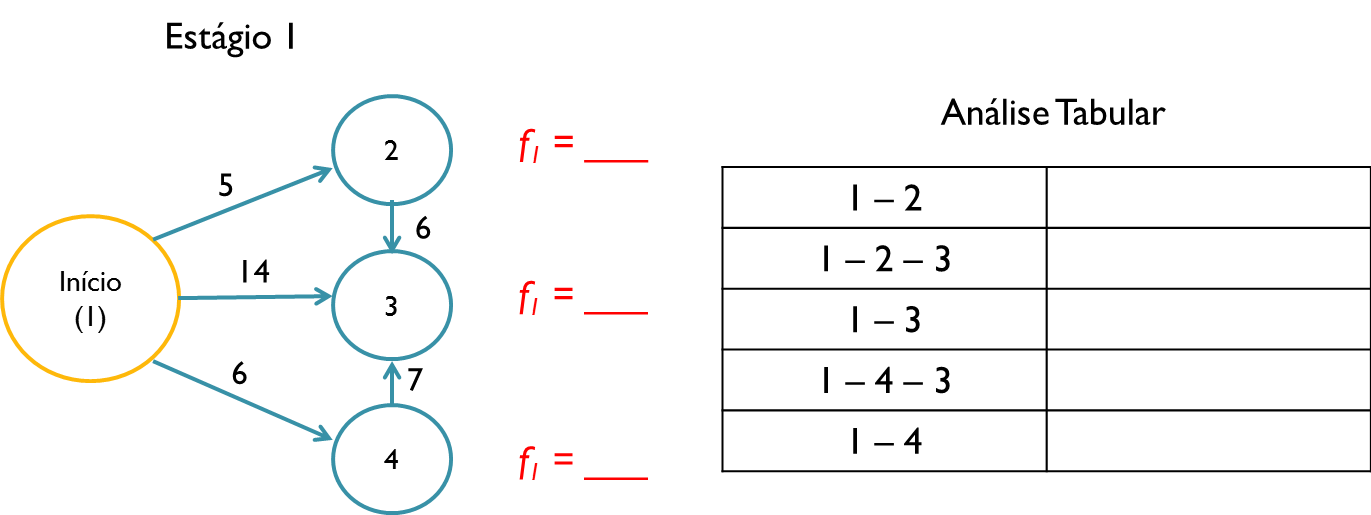 Estágio 1
2
f₁ = ___
5
6
Início
(1)
14
3
f₁ = ___
6
7
4
f₁ = ___
Análise Tabular
1 – 2
1 – 2 – 3
1 – 3
1 – 4 – 3
1 – 4